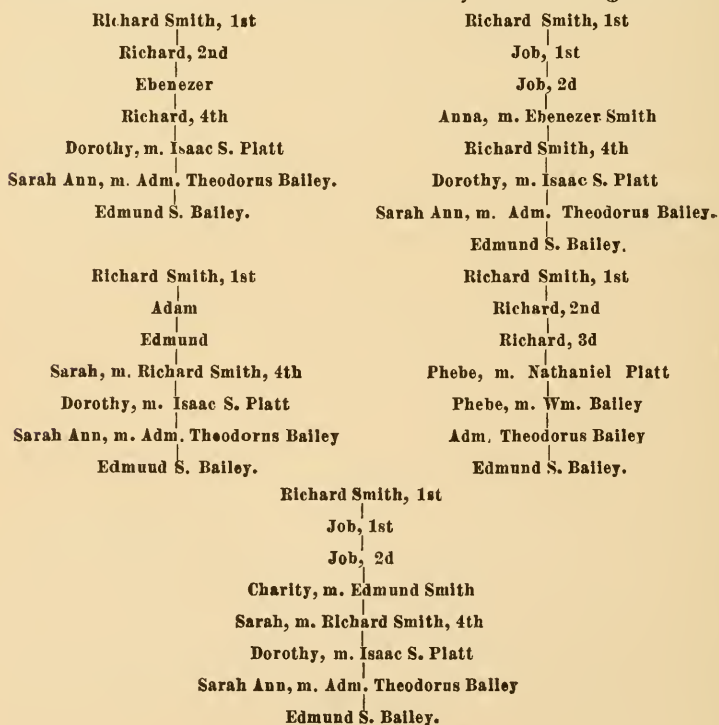 Richard Smith, 1st
Richard, 2nd
Ebenezer
Richard, 4th
Dorothy, m. Isaac S. Platt
Sarah Ann, m. Adm. Theodorus Bailey.
Edmund S. Bailey.
Richard Smith, 1st
Job, 1st
Job, 2d
Anna, m. Ebenezer Smith
Richard Smith, 4th
Dorothy, m. Isaac S. Platt
Sarah Ann, m. Adm. Theodorus Bailey.
Edmund S. Bailey.
Richard Smith, 1st
Adam
Edmund
Sarah, m. Richard Smith, 4th
Dorothy, m. Isaac S. Platt
Sarah Ann, m. Adm. Theodorns Bailey
Edmuud S. Bailey.
Richard Smith, 1st
Richard, 2nd
Richard, 3d
Phebe, m. Nathaniel Platt
Phebe, m. Wm. Bailey
Adm. Theodorus Bailey
Edmund S. Bailey.
Richard Smith, 1st
Job, 1st
Job, 2d
Charity, m. Edmund Smith
Sarah, m. Richard Smith, 4th
Dorothy, m. Isaac S. Platt
Sarah Ann, m. Adm. Theodorns Bailey
Edmund S. Bailey.